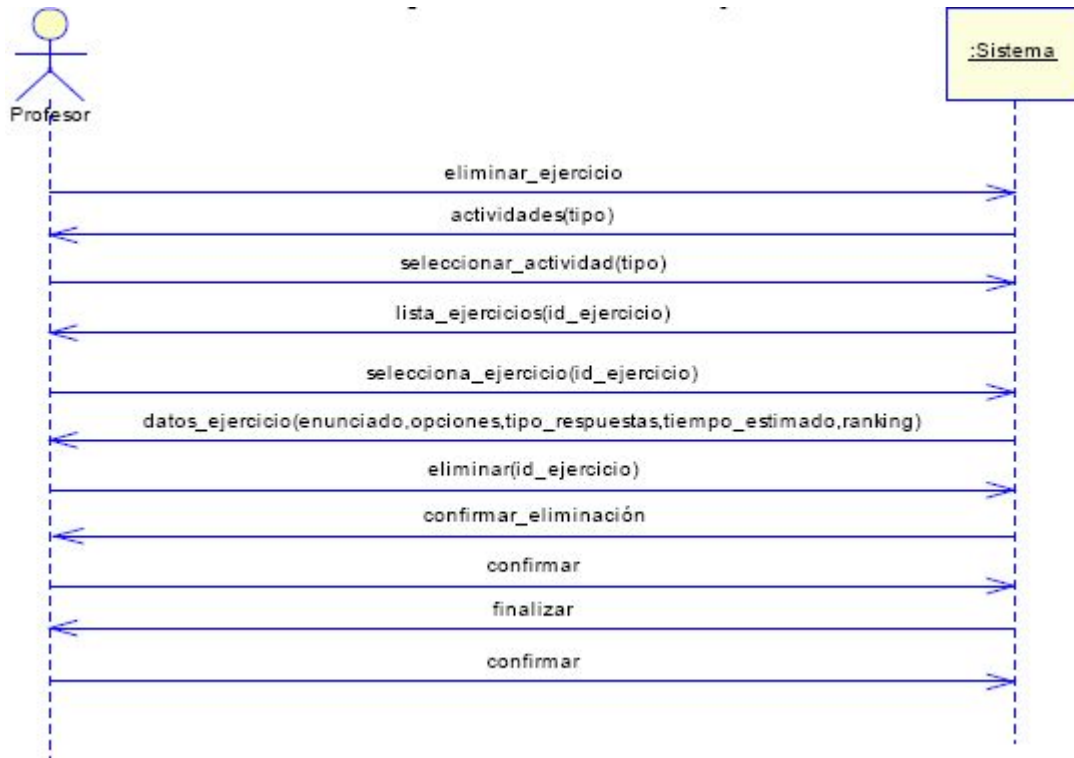 :Sistema
Profesor
eliminar_ejercicio
actividades(tipo)
seleccionar_actividad(tipo)
lista_ejercicios(id_ejercicio)
selecciona_ejercicio(id_ejercicio)
datos_ejercicio(enunciado,opciones,tipo_respuestas,tiempo_estimado,ranking)
eliminar(id_ejercicio)
confirmar_eliminación
confirmar
finalizar
confirmar